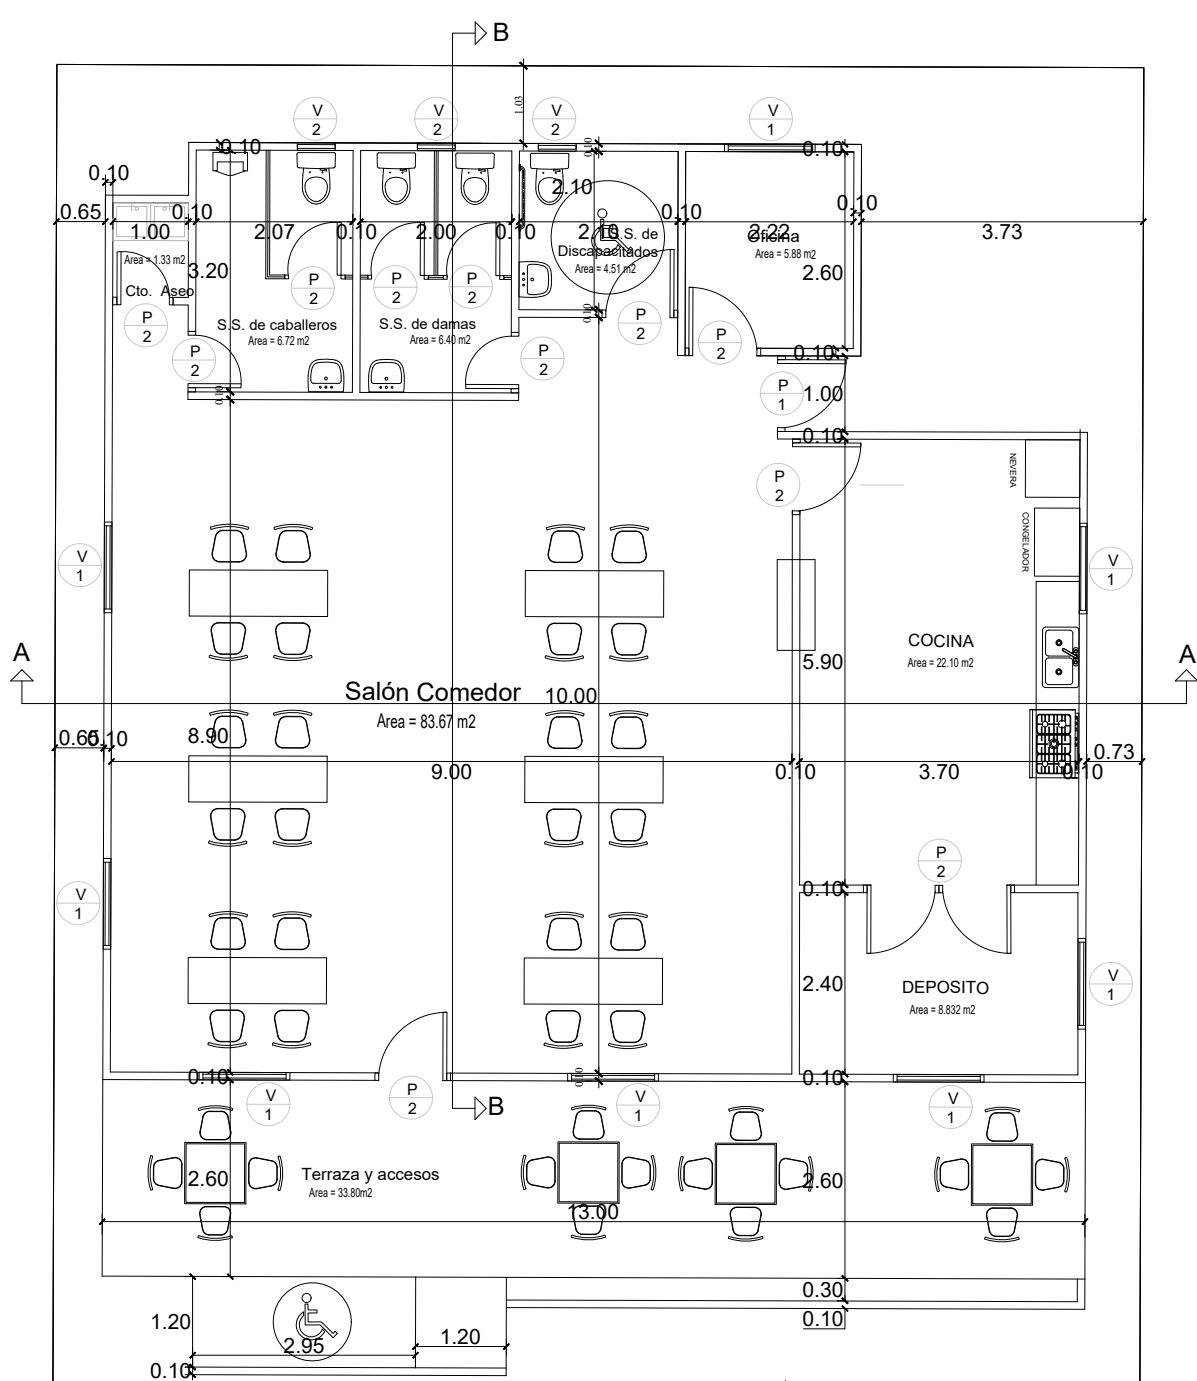 B
1.03
V
2
V
2
V
2
V
1
0.10
0.10
0.10
0.10
2.10
0.65
0.10
0.10
0.10
1.00
2.07
0.10
2.00
0.10
2.10
2.22
3.73
S.S. de
Discapacitados
Area = 4.51 m2
Oficina
Area = 5.88 m2
Area = 1.33 m2
3.20
2.60
Cto. Aseo
P
2
P
2
P
2
P
2
0.10
P
2
P
2
S.S. de caballeros
Area = 6.72 m2
S.S. de damas
Area = 6.40 m2
P
2
P
2
0.10
0.10
P
1
1.00
0.10
P
2
NEVERA
CONGELADOR
V
1
V
1
COCINA
Area = 22.10 m2
A
A
5.90
Salón Comedor
10.00
Area = 83.67 m2
0.65
0.10
8.90
9.00
0.10
3.70
0.10
0.73
P
2
0.10
V
1
2.40
DEPOSITO
Area = 8.832 m2
V
1
0.10
0.10
0.10
V
1
P
2
B
V
1
V
1
2.60
Terraza y accesos
Area = 33.80m2
2.60
13.00
0.30
0.10
1.20
2.95
1.20
0.10